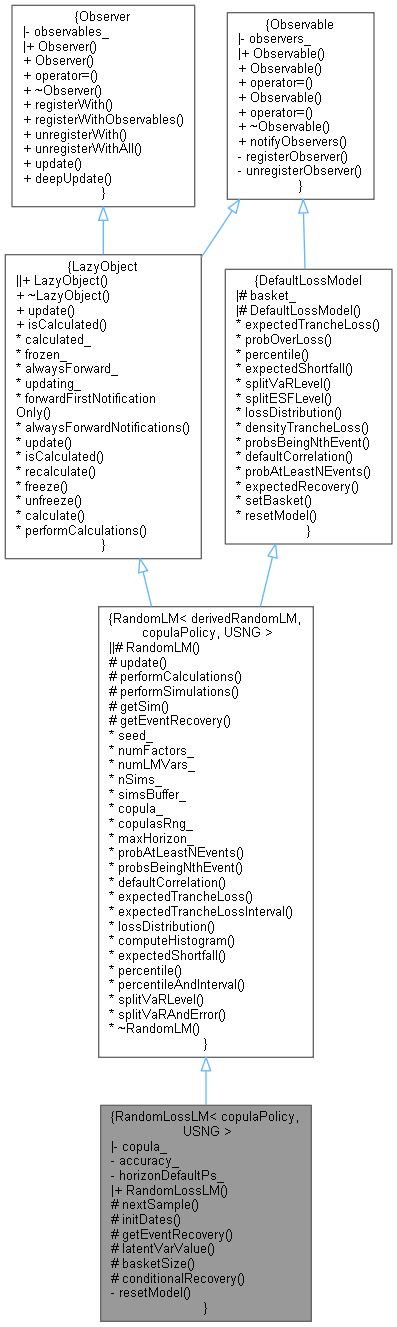 {Observer
|- observables_
|+ Observer()
+ Observer()
+ operator=()
+ ~Observer()
+ registerWith()
+ registerWithObservables()
+ unregisterWith()
+ unregisterWithAll()
+ update()
+ deepUpdate()
}
{Observable
|- observers_
|+ Observable()
+ Observable()
+ operator=()
+ Observable()
+ operator=()
+ ~Observable()
+ notifyObservers()
- registerObserver()
- unregisterObserver()
}
{LazyObject
||+ LazyObject()
+ ~LazyObject()
+ update()
+ isCalculated()
* calculated_
* frozen_
* alwaysForward_
* updating_
* forwardFirstNotification
Only()
* alwaysForwardNotifications()
* update()
* isCalculated()
* recalculate()
* freeze()
* unfreeze()
* calculate()
* performCalculations()
}
{DefaultLossModel
|# basket_
|# DefaultLossModel()
* expectedTrancheLoss()
* probOverLoss()
* percentile()
* expectedShortfall()
* splitVaRLevel()
* splitESFLevel()
* lossDistribution()
* densityTrancheLoss()
* probsBeingNthEvent()
* defaultCorrelation()
* probAtLeastNEvents()
* expectedRecovery()
* setBasket()
* resetModel()
}
{RandomLM< derivedRandomLM,
copulaPolicy, USNG >
||# RandomLM()
# update()
# performCalculations()
# performSimulations()
# getSim()
# getEventRecovery()
* seed_
* numFactors_
* numLMVars_
* nSims_
* simsBuffer_
* copula_
* copulasRng_
* maxHorizon_
* probAtLeastNEvents()
* probsBeingNthEvent()
* defaultCorrelation()
* expectedTrancheLoss()
* expectedTrancheLossInterval()
* lossDistribution()
* computeHistogram()
* expectedShortfall()
* percentile()
* percentileAndInterval()
* splitVaRLevel()
* splitVaRAndError()
* ~RandomLM()
}
{RandomLossLM< copulaPolicy,
USNG >
|- copula_
- accuracy_
- horizonDefaultPs_
|+ RandomLossLM()
# nextSample()
# initDates()
# getEventRecovery()
# latentVarValue()
# basketSize()
# conditionalRecovery()
- resetModel()
}